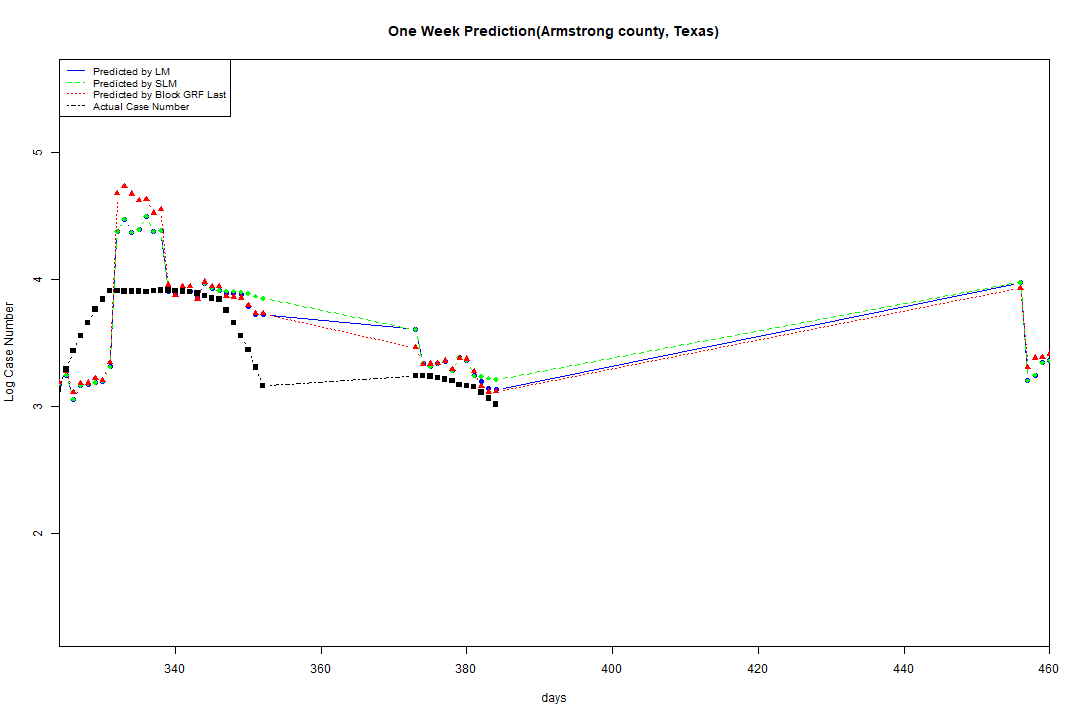 One Week Prediction(Armstrong county, Texas)
Predicted by LM
Predicted by SLM
Predicted by Block GRF Last
Actual Case Number
5
4
3
2
Log Case Number
340 360 380 400 420 440 460
days